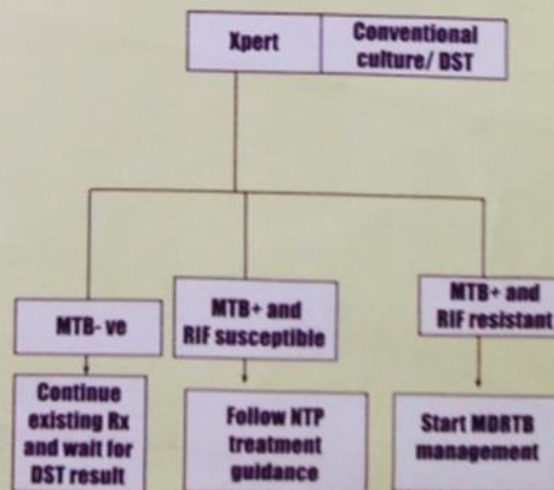 Xpert
Conventional
culture/ DST
MTB- ve
MTB+ and
RIF susceptible
MTB+ and
RIF resistant
Continue
existing Rx
and wait for
DST result
Follow NTP
treatment
guidance
Start MDRTB
management